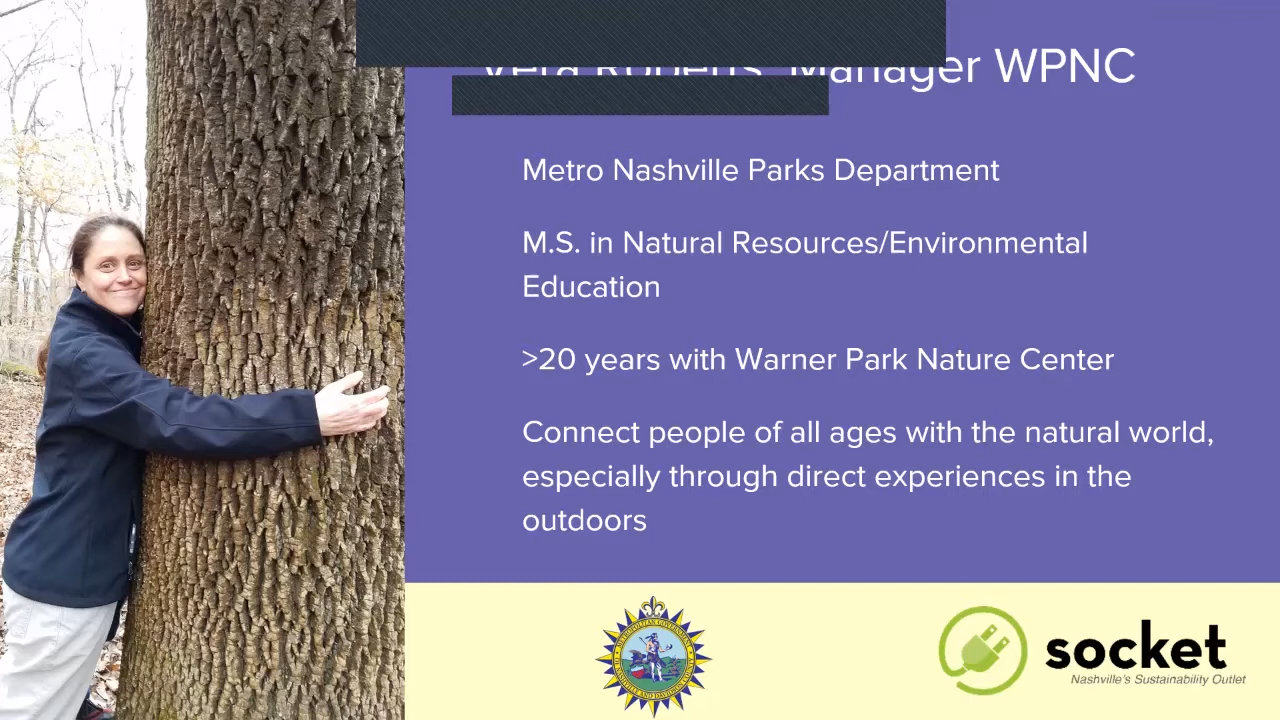 Manager WPNC
Metro Nashville Parks Department
M.S. in Natural Resources/Environmental
Education
>20 years with Warner Park Nature Center
Connect people of all ages with the natural world,
especially through direct experiences in the
outdoors
socket
Nashville's Sustainability Outlet